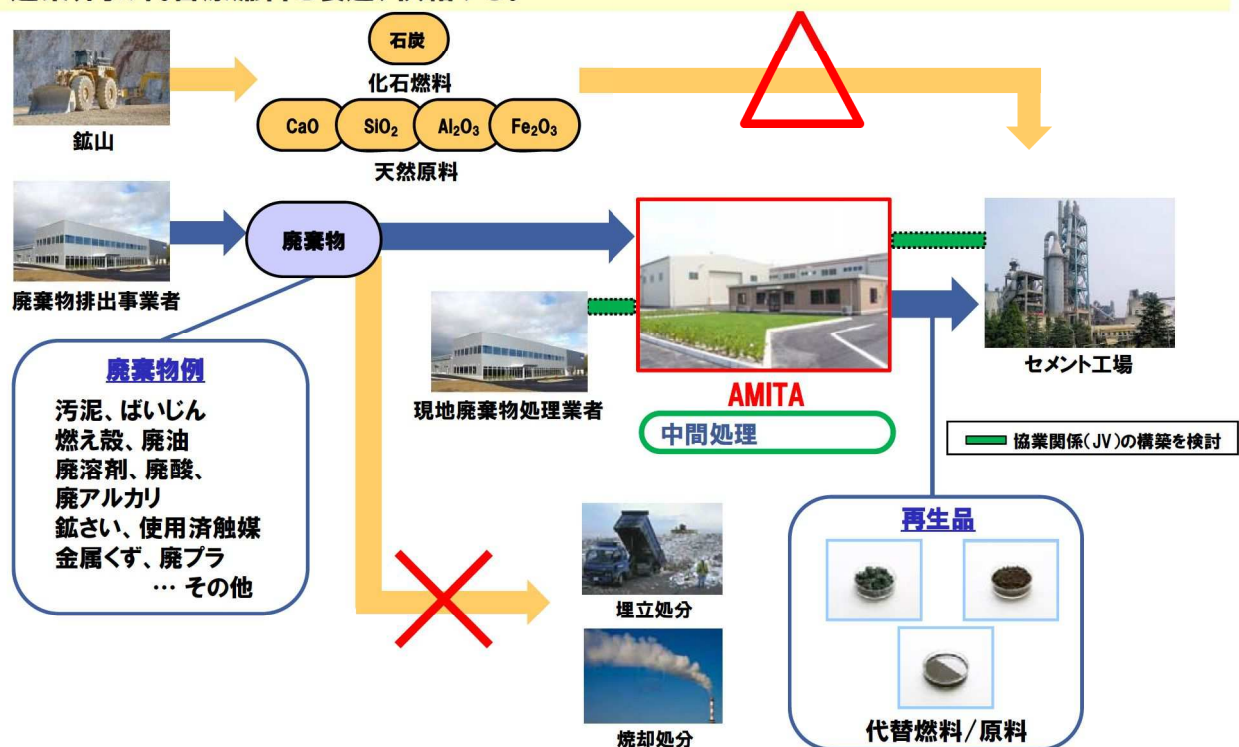 石炭
化石燃料
CaO SiO₂ Al₂O₃ Fe₂O₃
天然原料
鉱山
廃棄物
廃棄物排出事業者
現地廃棄物処理業者
AMITA
中間処理
セメント工場
協業関係(JV)の構築を検討
廃棄物例
汚泥、ばいじん
燃え殻、廃油
廃溶剤、廃酸、
廃アルカリ
鉱さい、使用済触媒
金属くず、廃プラ
… その他
埋立処分
焼却処分
再生品
代替燃料/原料